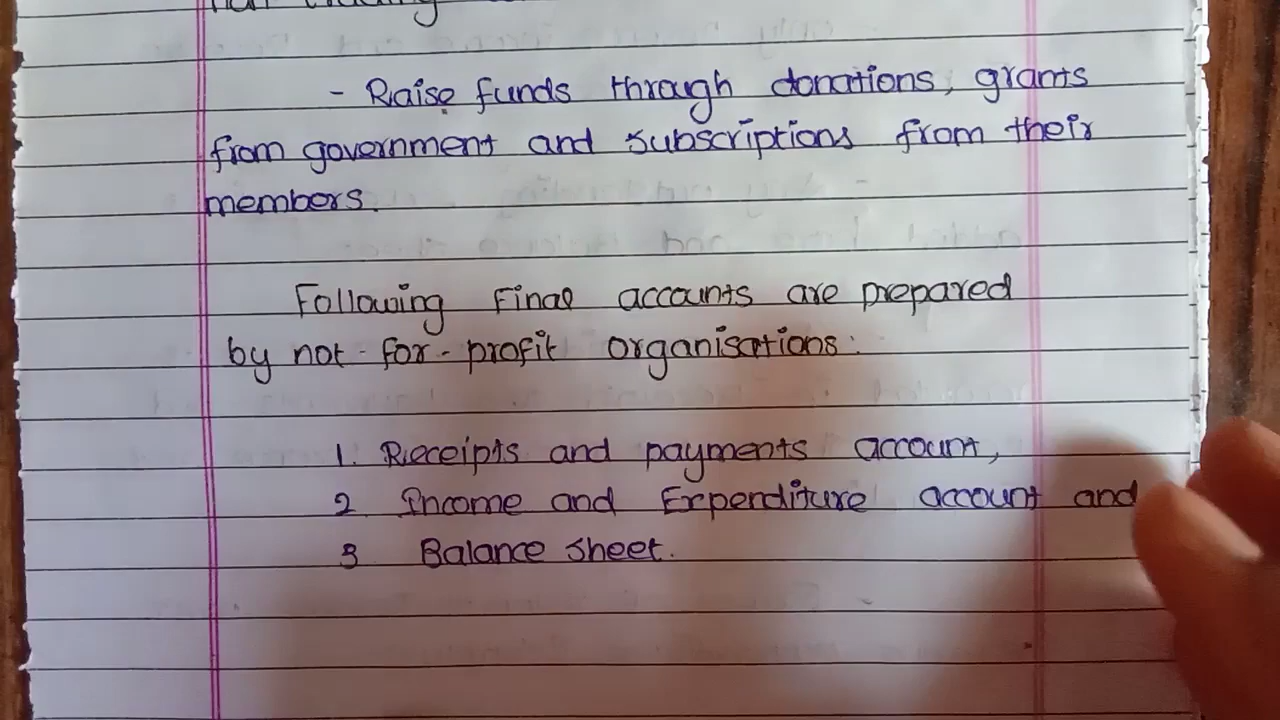 - Raise funds through donations, grants
from government and subscriptions from their
members.
Following Final accounts are prepared
by not-for-profit organisations:
1. Receipts and payments account,
2 Income and Expenditure account and
3 Balance sheet.